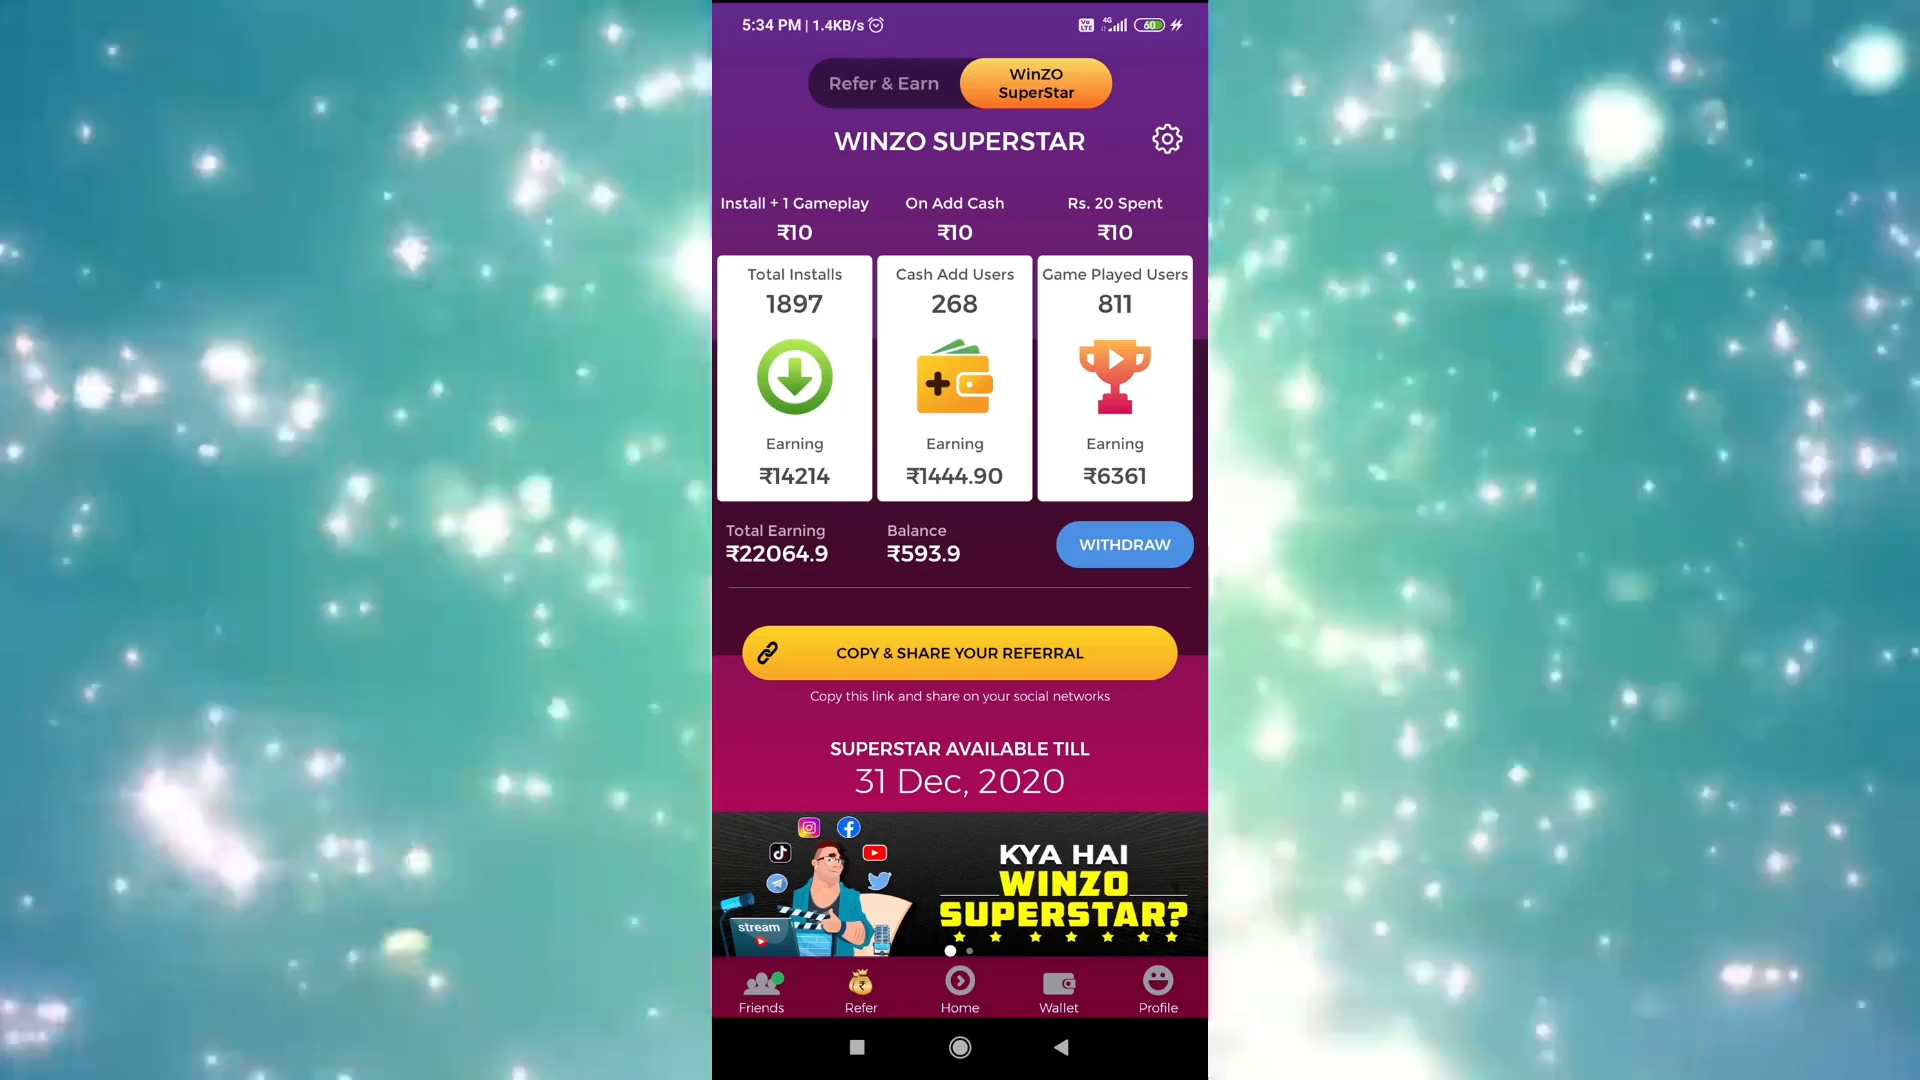 5:34 PM | 1.4KB/s
Vo LTE 4G 60
Refer & Earn
WinZO
SuperStar
WINZO SUPERSTAR
Install + 1 Gameplay On Add Cash Rs. 20 Spent
₹10 ₹10 ₹10
Total Installs Cash Add Users Game Played Users
1897 268 811
Earning Earning Earning
₹14214 ₹1444.90 ₹6361
Total Earning Balance
₹22064.9 ₹593.9
WITHDRAW
COPY & SHARE YOUR REFERRAL
Copy this link and share on your social networks
SUPERSTAR AVAILABLE TILL
31 Dec, 2020
KYA HAI
WINZO
SUPERSTAR?
stream
Friends Refer Home Wallet Profile